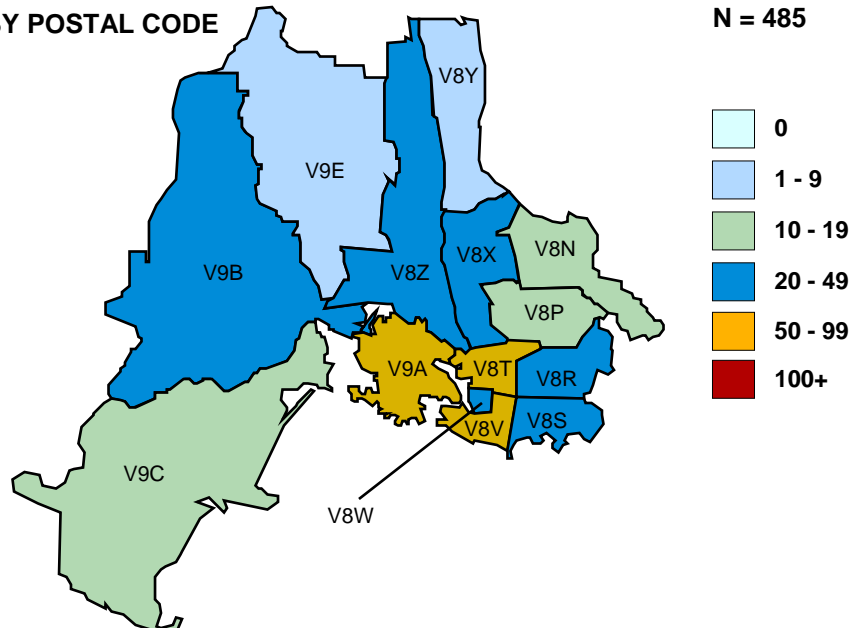 BY POSTAL CODE
N = 485
0
1 - 9
10 - 19
20 - 49
50 - 99
100+
V8Y
V9E
V8N
V8X
V9B
V8Z
V8P
V9A
V8T
V8R
V8S
V8V
V9C
V8W